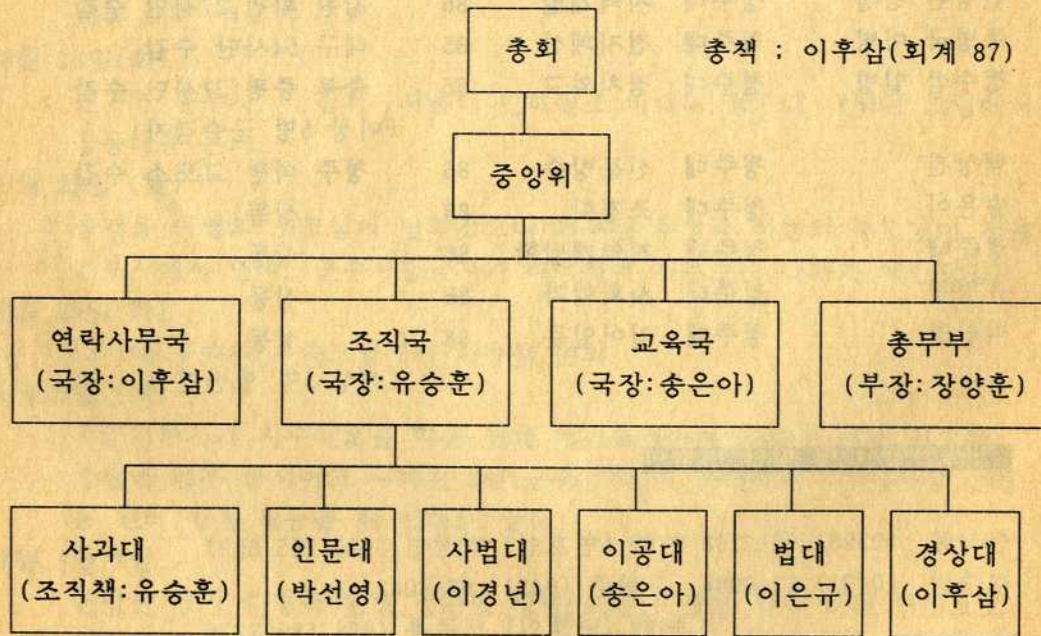 총회
총책 : 이후삼(회계 87)
중앙위
연락사무국
(국장:이후삼)
조직국
(국장:유승훈)
교육국
(국장:송은아)
총무부
(부장:장양훈)
사과대
(조직책:유승훈)
인문대
(박선영)
사범대
(이경년)
이공대
(송은아)
법대
(이은규)
경상대
(이후삼)